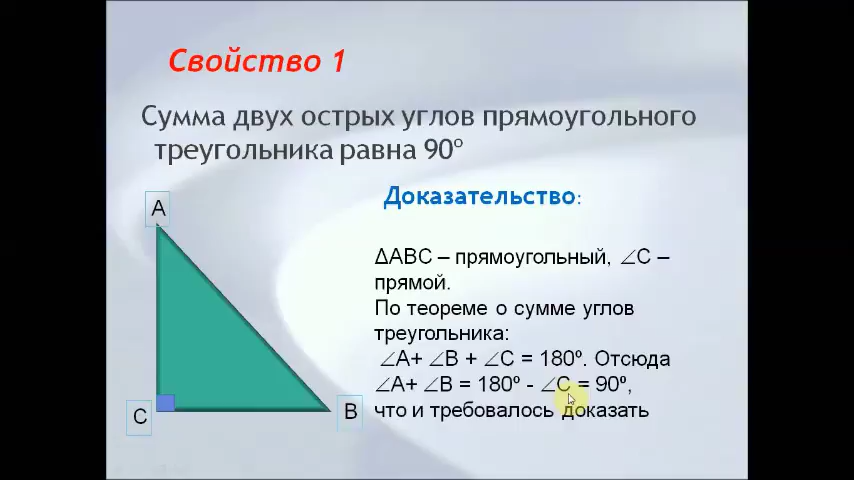 Свойство 1
Сумма двух острых углов прямоугольного
треугольника равна 90º
Доказательство:
A
ΔABC – прямоугольный, ∠C –
прямой.
По теореме о сумме углов
треугольника:
∠A+ ∠B + ∠C = 180º. Отсюда
∠A+ ∠B = 180º - ∠C = 90º,
что и требовалось доказать
C
B